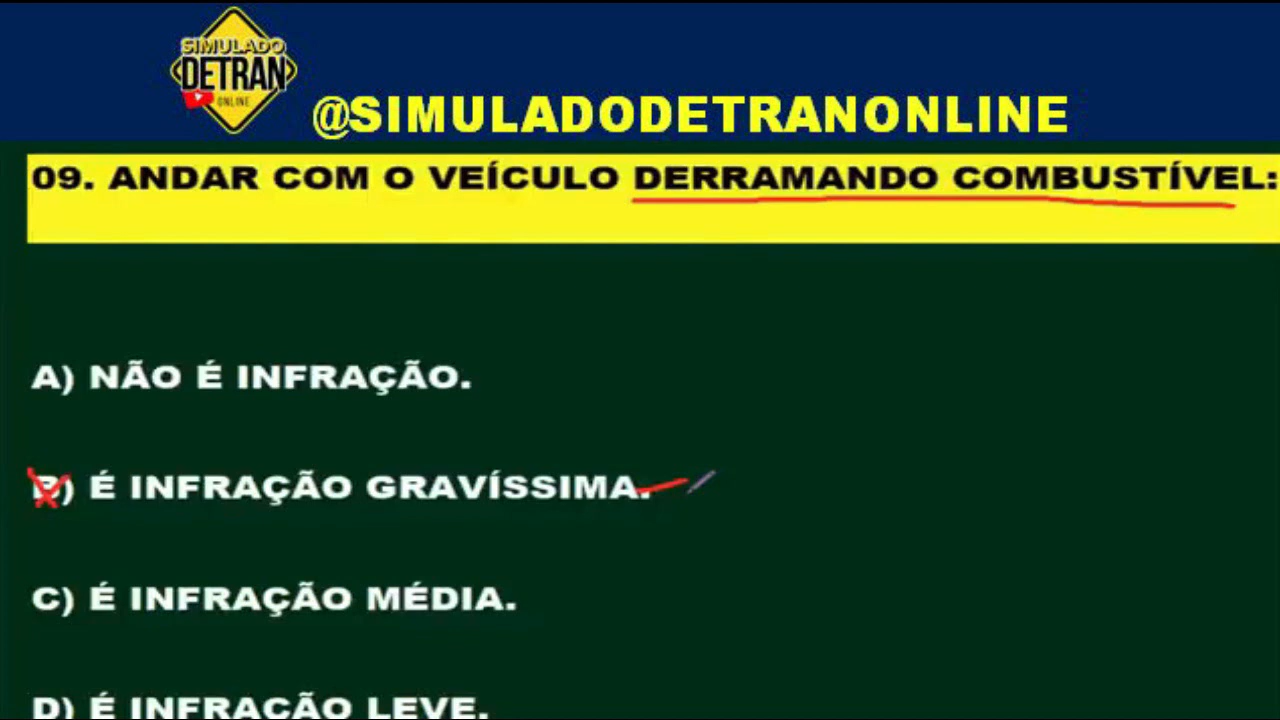 SIMULADO
DETRAN
ONLINE
@SIMULADODETRANONLINE
09. ANDAR COM O VEÍCULO DERRAMANDO COMBUSTÍVEL:
A) NÃO É INFRAÇÃO.
B) É INFRAÇÃO GRAVÍSSIMA.
C) É INFRAÇÃO MÉDIA.
D) É INFRAÇÃO LEVE.